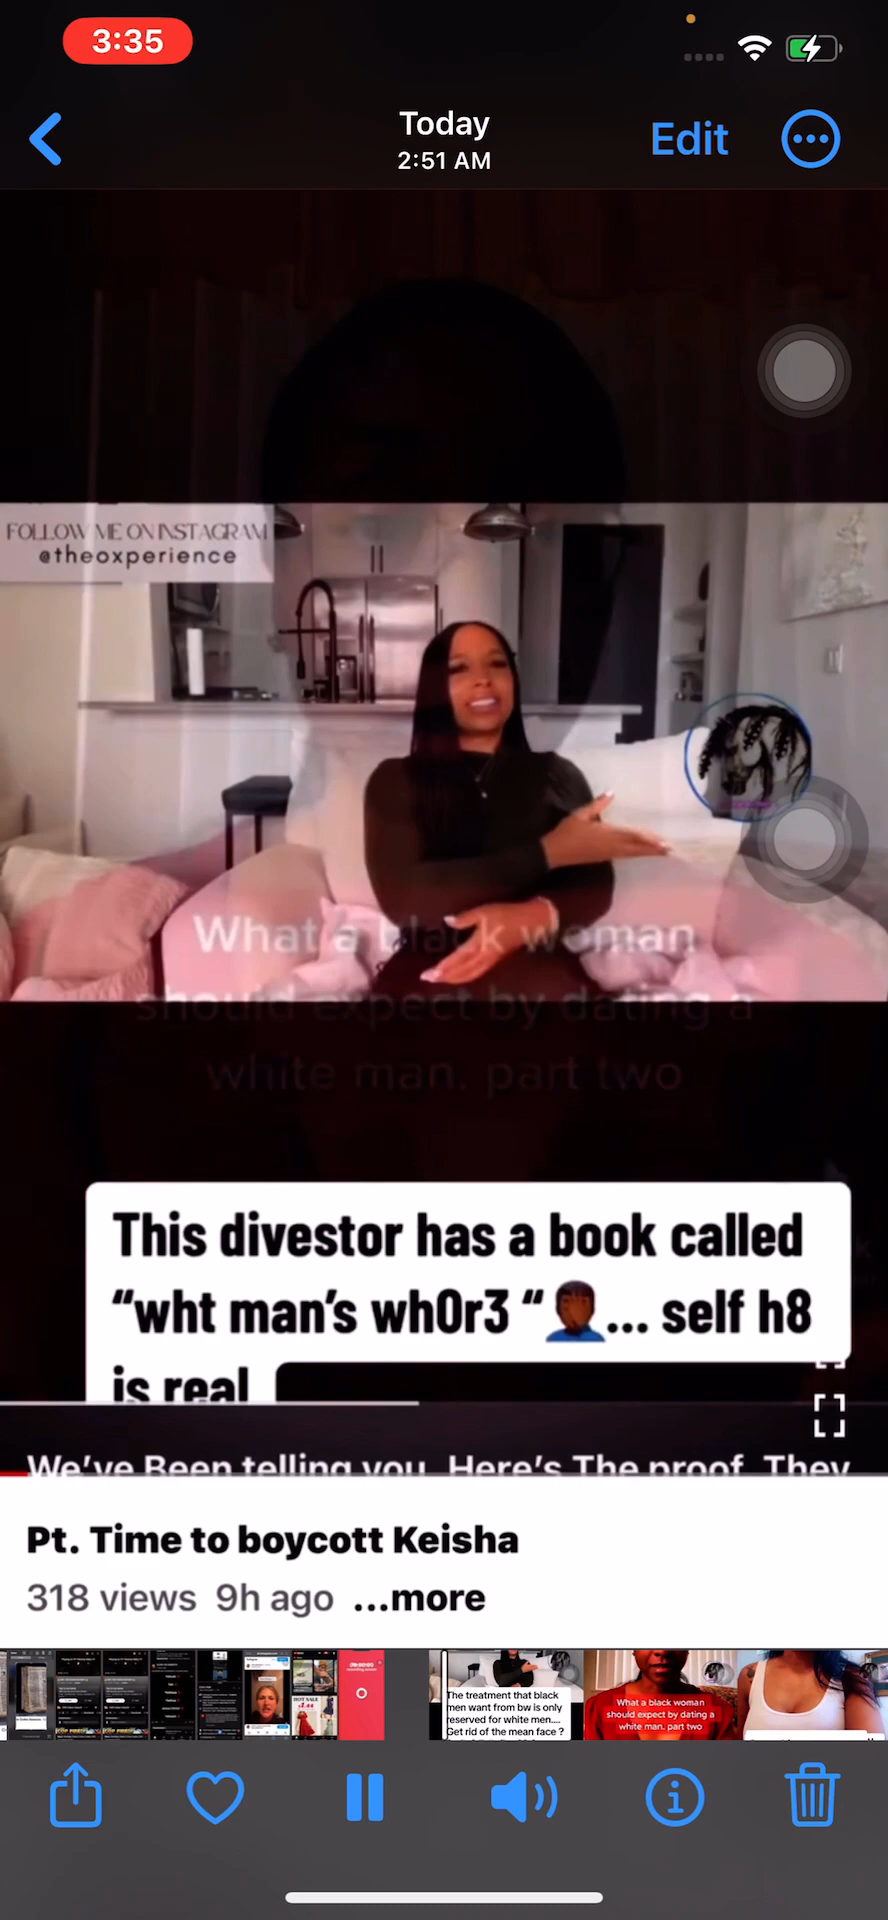 3:35
Today
2:51 AM
Edit
FOLLOW ME ON INSTAGRAM
@theoxperience
What a black woman
should expect by dating a
white man. part two
This divestor has a book called
“wht man’s wh0r3 “🤦🏿‍♂️... self h8
is real
We’ve Been telling you. Here’s The proof. They
Pt. Time to boycott Keisha
318 views 9h ago ...more
The treatment that black
men want from bw is only
reserved for white men....
Get rid of the mean face ?
What a black woman
should expect by dating a
white man. part two
HOT SALE